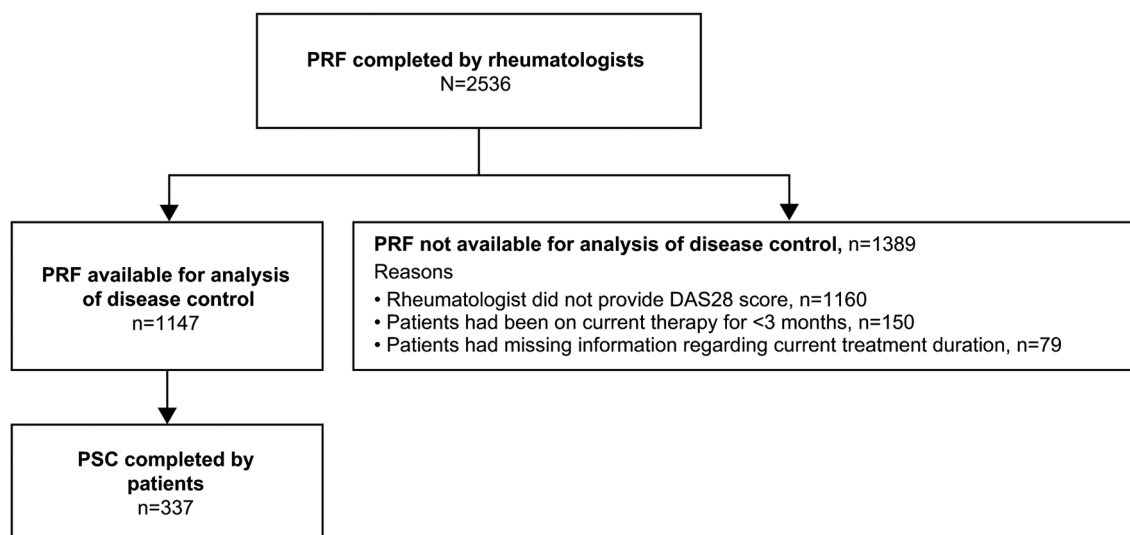 PRF completed by rheumatologists
N=2536
PRF available for analysis
of disease control
n=1147
PRF not available for analysis of disease control, n=1389
Reasons
• Rheumatologist did not provide DAS28 score, n=1160
• Patients had been on current therapy for <3 months, n=150
• Patients had missing information regarding current treatment duration, n=79
PSC completed by
patients
n=337